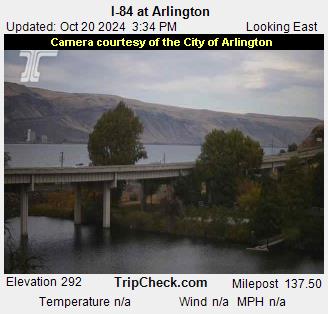 I-84 at Arlington
Updated: Oct 20 2024 3:34 PM Looking East
Camera courtesy of the City of Arlington
Elevation 292 TripCheck.com Milepost 137.50
Temperature n/a Wind n/a MPH n/a